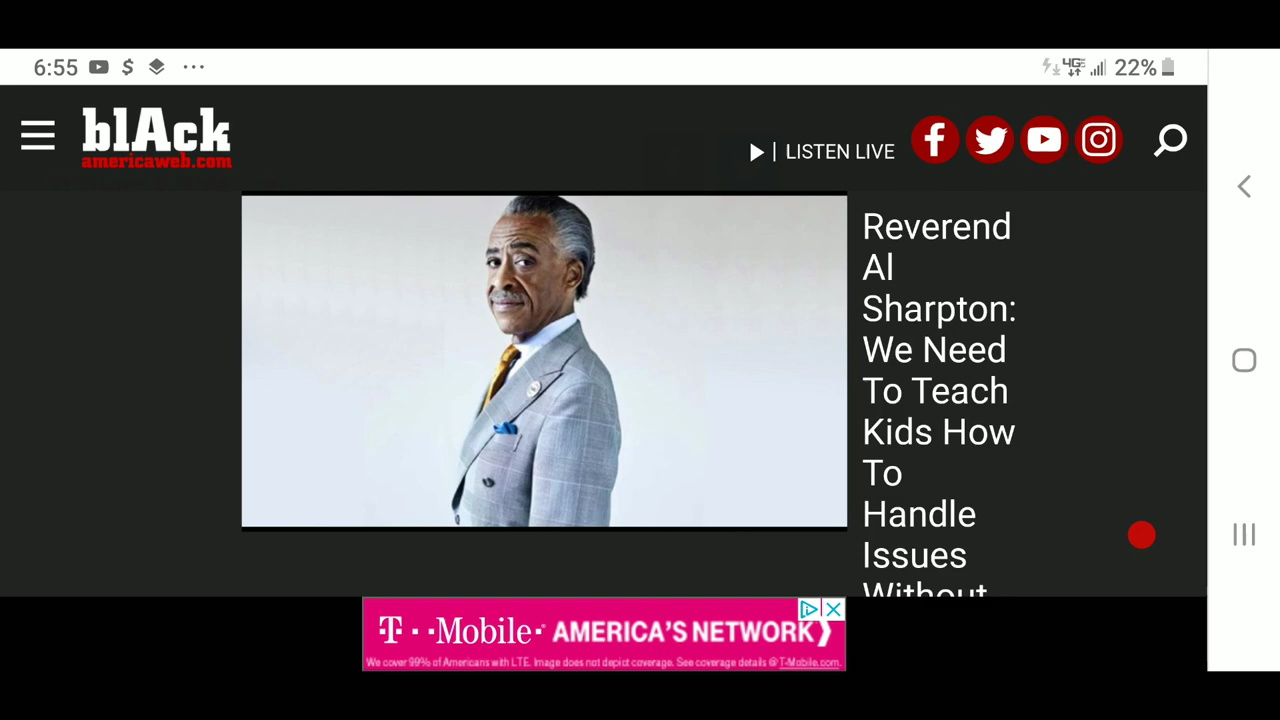 6:55 $ ...
4G 22%
blAck
americaweb.com
| LISTEN LIVE
Reverend
Al
Sharpton:
We Need
To Teach
Kids How
To
Handle
Issues
Without
T··Mobile· AMERICA'S NETWORK
We cover 99% of Americans with LTE. Image does not depict coverage. See coverage details @ T-Mobile.com.